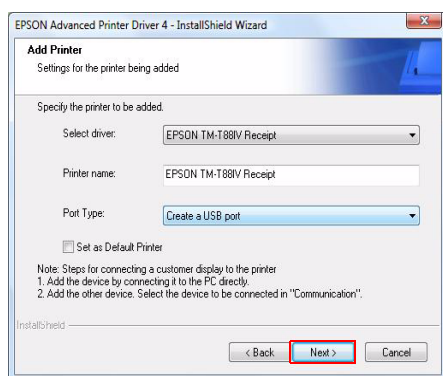 EPSON Advanced Printer Driver 4 - InstallShield Wizard
Add Printer
Settings for the printer being added
Specify the printer to be added.
Select driver: EPSON TM-T88IV Receipt
Printer name: EPSON TM-T88IV Receipt
Port Type: Create a USB port
Set as Default Printer
Note: Steps for connecting a customer display to the printer
1. Add the device by connecting it to the PC directly.
2. Add the other device. Select the device to be connected in "Communication".
InstallShield
< Back Next > Cancel